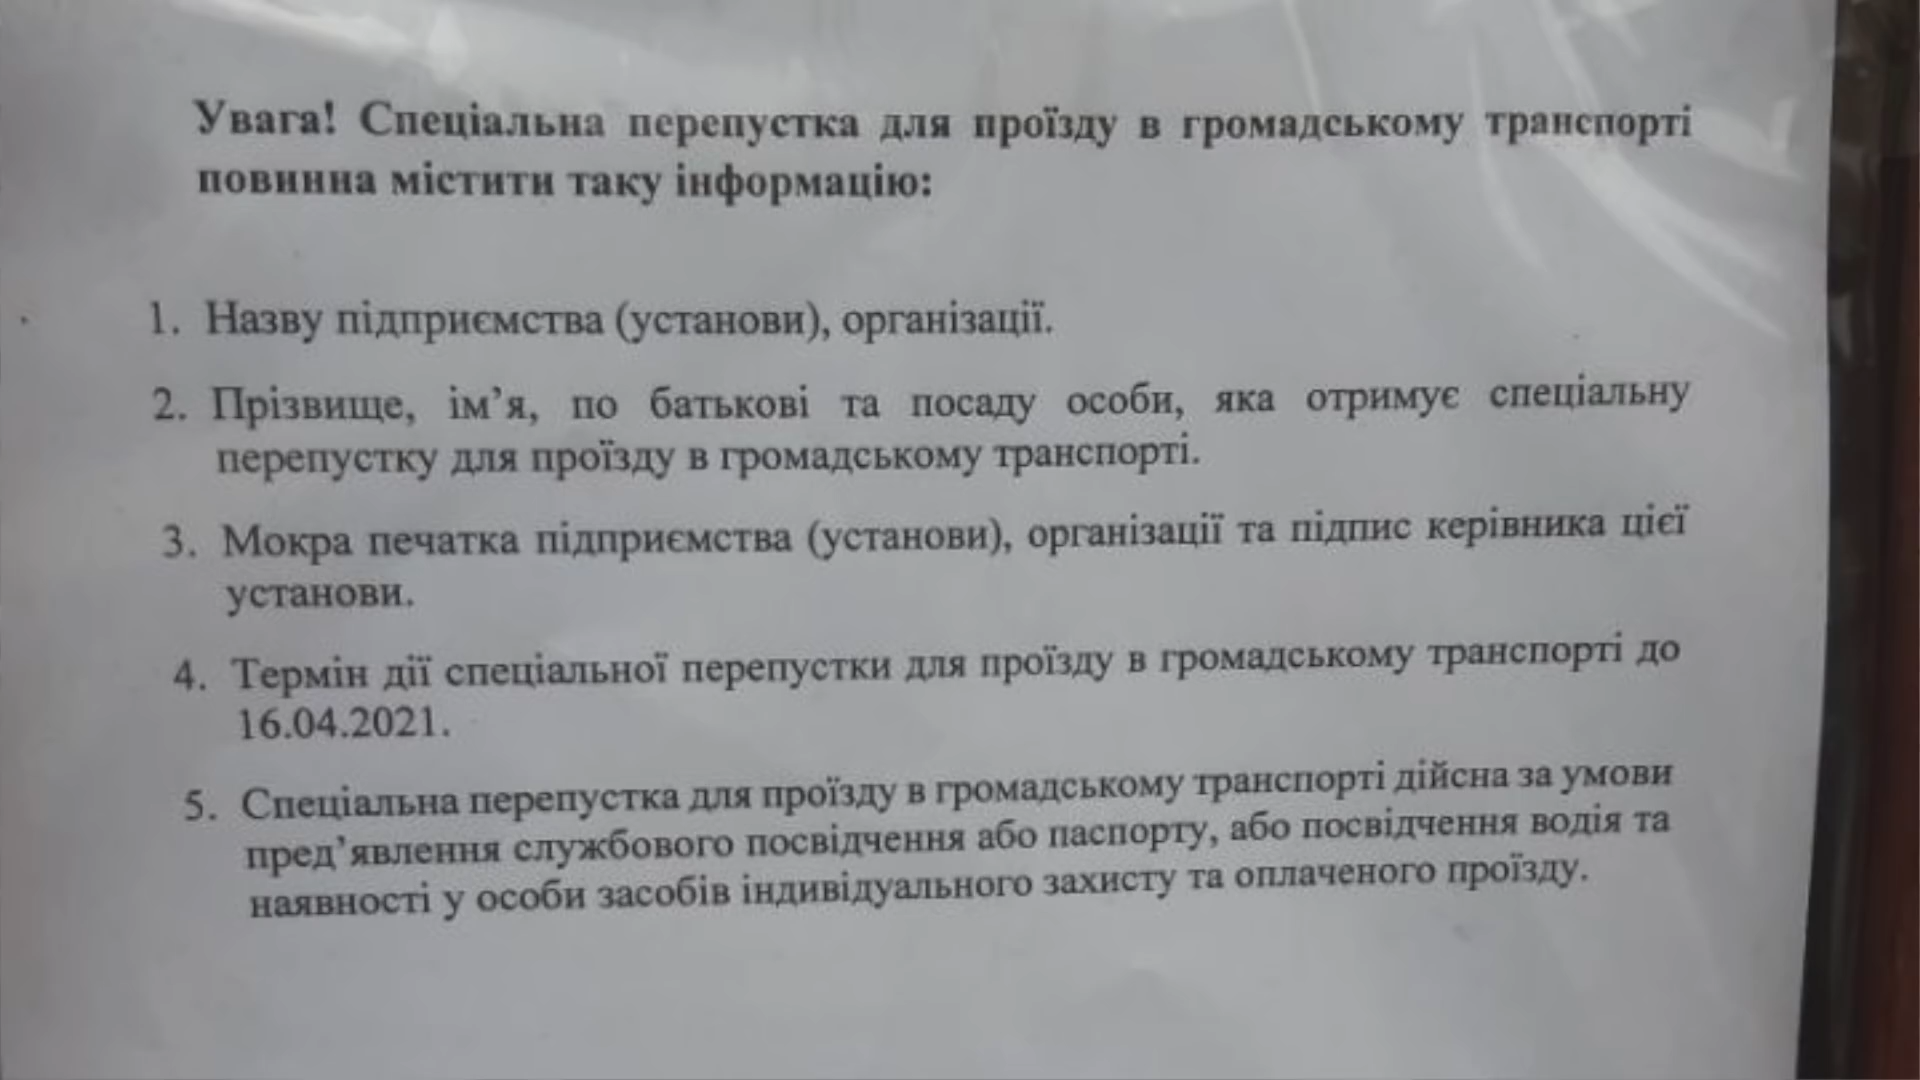 Увага! Спеціальна перепустка для проїзду в громадському транспорті
повинна містити таку інформацію:
1. Назву підприємства (установи), організації.
2. Прізвище, ім’я, по батькові та посаду особи, яка отримує спеціальну
перепустку для проїзду в громадському транспорті.
3. Мокра печатка підприємства (установи), організації та підпис керівника цієї
установи.
4. Термін дії спеціальної перепустки для проїзду в громадському транспорті до
16.04.2021.
5. Спеціальна перепустка для проїзду в громадському транспорті дійсна за умови
пред’явлення службового посвідчення або паспорту, або посвідчення водія та
наявності у особи засобів індивідуального захисту та оплаченого проїзду.